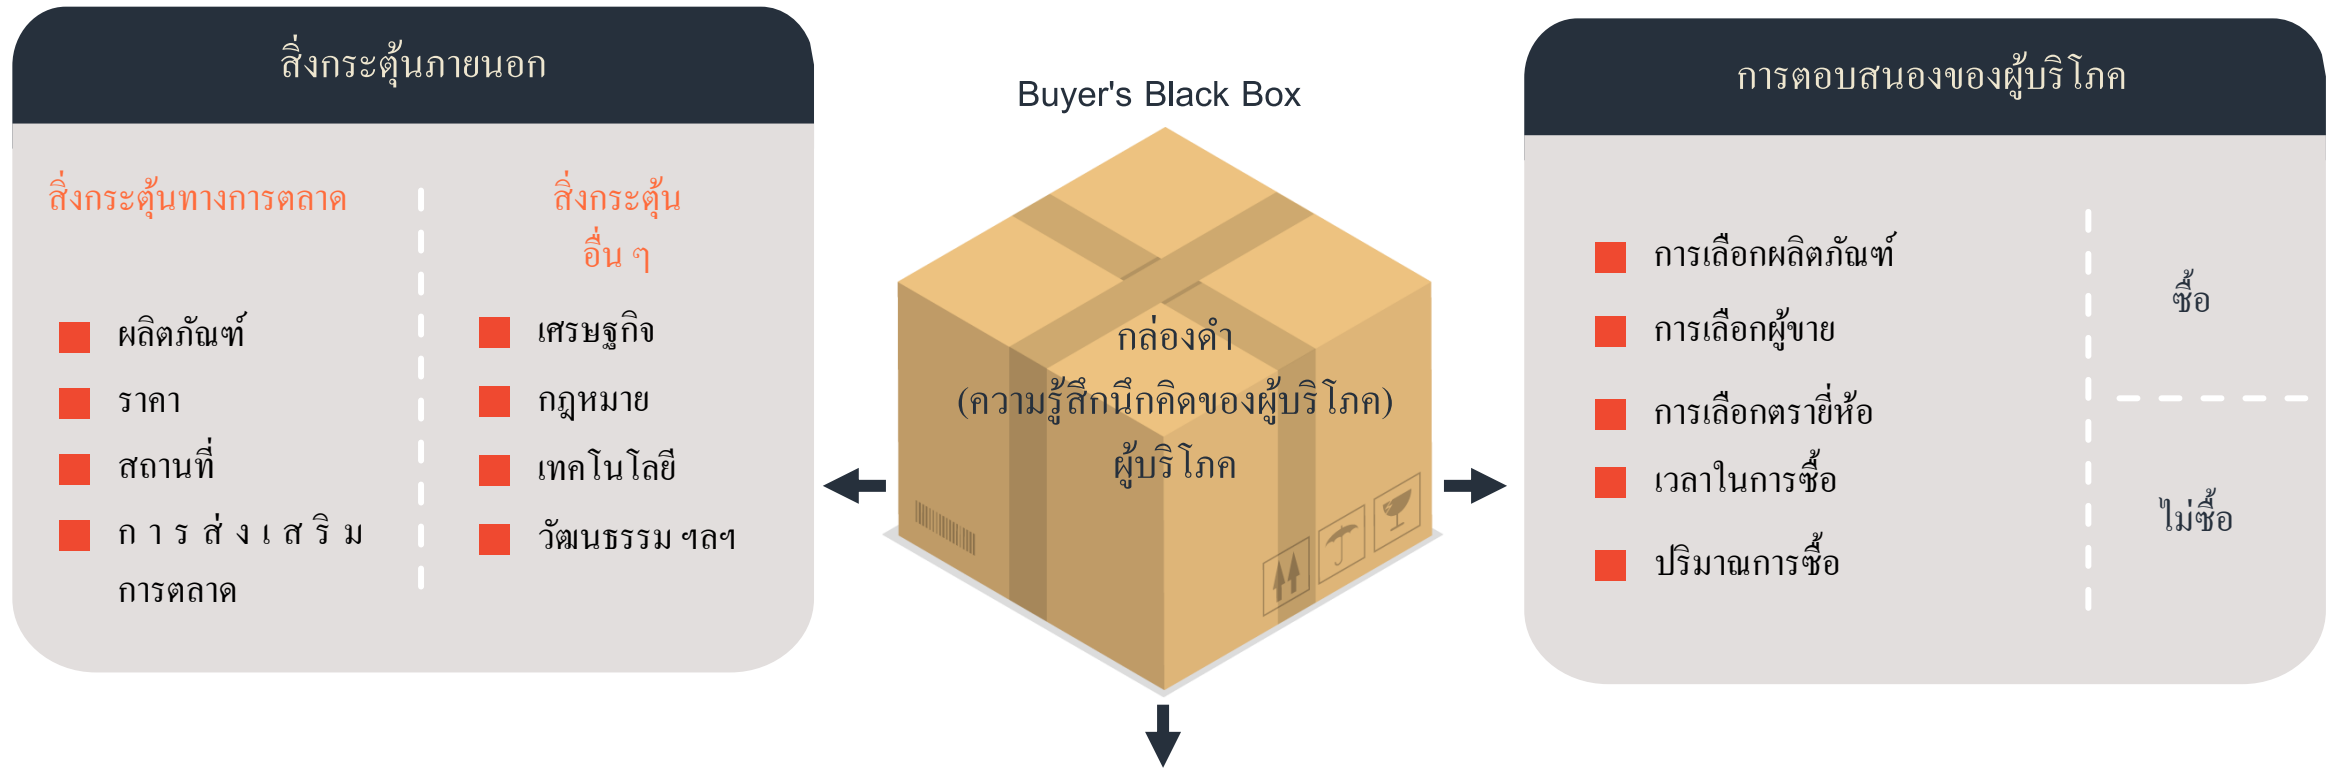 สิ่งกระตุ้นภายนอก
สิ่งกระตุ้นทางการตลาด
ผลิตภัณฑ์
ราคา
สถานที่
การส่งเสริม
การตลาด
สิ่งกระตุ้น
อื่น ๆ
เศรษฐกิจ
กฎหมาย
เทคโนโลยี
วัฒนธรรม ฯลฯ
Buyer's Black Box
กล่องดำ
(ความรู้สึกนึกคิดของผู้บริโภค)
ผู้บริโภค
การตอบสนองของผู้บริโภค
การเลือกผลิตภัณฑ์
การเลือกผู้ขาย
การเลือกตรายี่ห้อ
เวลาในการซื้อ
ปริมาณการซื้อ
ซื้อ
ไม่ซื้อ